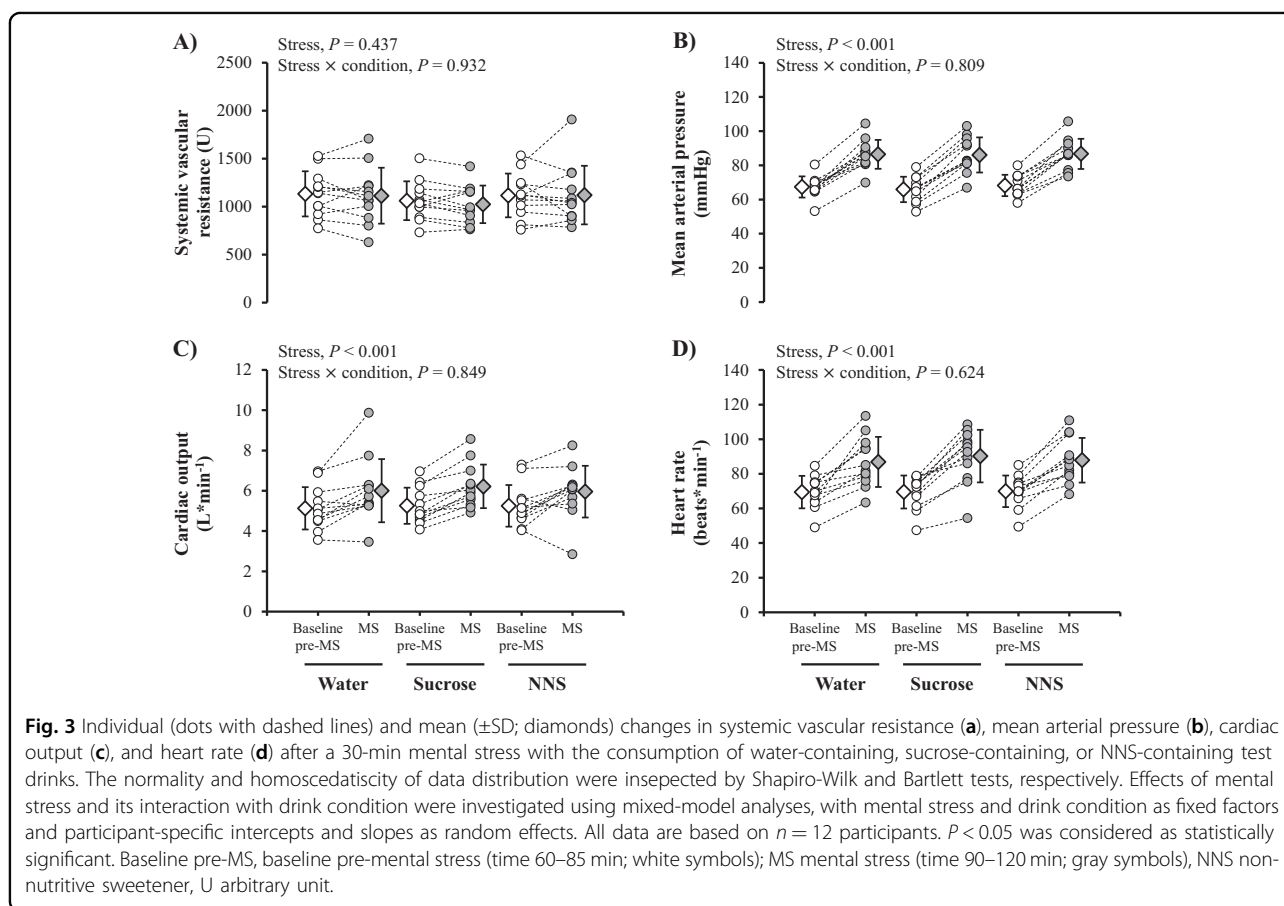 A)
Stress, P = 0.437
Stress × condition, P = 0.932
Systemic vascular
resistance (U)
2500
2000
1500
1000
500
0
B)
Stress, P < 0.001
Stress × condition, P = 0.809
Mean arterial pressure
(mmHg)
140
120
100
80
60
40
20
0
C)
Stress, P < 0.001
Stress × condition, P = 0.849
Cardiac output
(L*min⁻¹)
12
10
8
6
4
2
0
Baseline MS Baseline MS Baseline MS
pre-MS pre-MS pre-MS
Water Sucrose NNS
D)
Stress, P < 0.001
Stress × condition, P = 0.624
Heart rate
(beats*min⁻¹)
140
120
100
80
60
40
20
0
Baseline MS Baseline MS Baseline MS
pre-MS pre-MS pre-MS
Water Sucrose NNS
Fig. 3 Individual (dots with dashed lines) and mean (±SD; diamonds) changes in systemic vascular resistance (a), mean arterial pressure (b), cardiac
output (c), and heart rate (d) after a 30-min mental stress with the consumption of water-containing, sucrose-containing, or NNS-containing test
drinks. The normality and homoscedatiscity of data distribution were insepected by Shapiro-Wilk and Bartlett tests, respectively. Effects of mental
stress and its interaction with drink condition were investigated using mixed-model analyses, with mental stress and drink condition as fixed factors
and participant-specific intercepts and slopes as random effects. All data are based on n = 12 participants. P < 0.05 was considered as statistically
significant. Baseline pre-MS, baseline pre-mental stress (time 60–85 min; white symbols); MS mental stress (time 90–120 min; gray symbols), NNS non-
nutritive sweetener, U arbitrary unit.